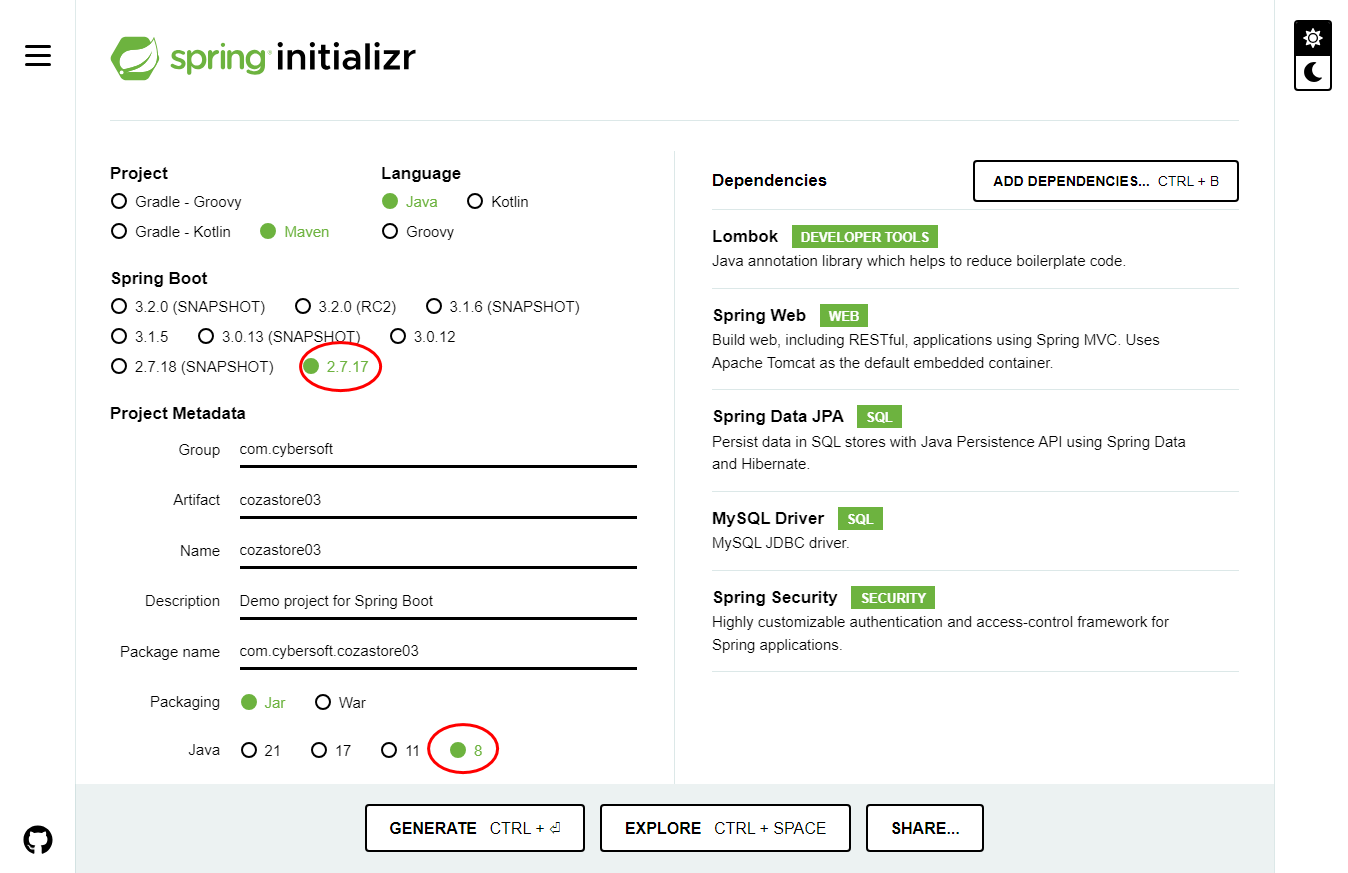 spring initializr
Project
Gradle - Groovy
Gradle - Kotlin Maven
Language
Java Kotlin
Groovy
Spring Boot
3.2.0 (SNAPSHOT) 3.2.0 (RC2) 3.1.6 (SNAPSHOT)
3.1.5 3.0.13 (SNAPSHOT) 3.0.12
2.7.18 (SNAPSHOT) 2.7.17
Project Metadata
Group com.cybersoft
Artifact cozastore03
Name cozastore03
Description Demo project for Spring Boot
Package name com.cybersoft.cozastore03
Packaging Jar War
Java 21 17 11 8
Dependencies ADD DEPENDENCIES... CTRL + B
Lombok DEVELOPER TOOLS
Java annotation library which helps to reduce boilerplate code.
Spring Web WEB
Build web, including RESTful, applications using Spring MVC. Uses
Apache Tomcat as the default embedded container.
Spring Data JPA SQL
Persist data in SQL stores with Java Persistence API using Spring Data
and Hibernate.
MySQL Driver SQL
MySQL JDBC driver.
Spring Security SECURITY
Highly customizable authentication and access-control framework for
Spring applications.
GENERATE CTRL + ⏎ EXPLORE CTRL + SPACE SHARE...